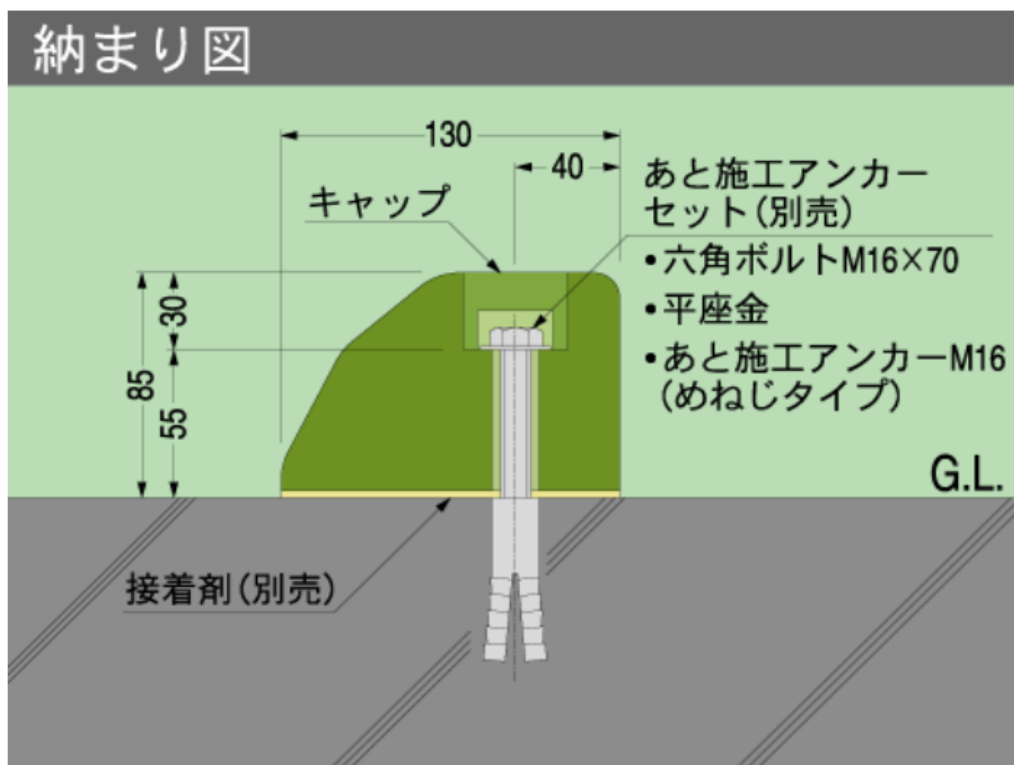 納まり図
130
40
キャップ
あと施工アンカー
セット(別売)
•六角ボルトM16×70
•平座金
•あと施工アンカーM16
(めねじタイプ)
30
85
55
G.L.
接着剤(別売)